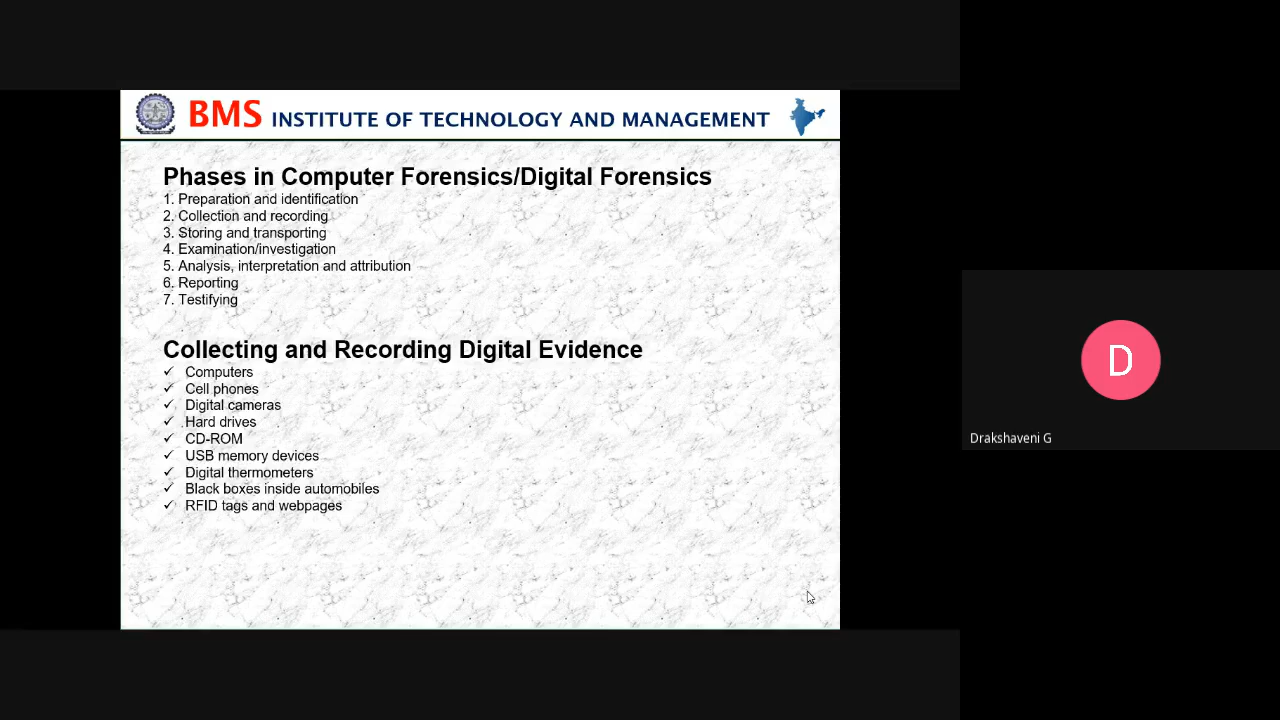 BMS INSTITUTE OF TECHNOLOGY AND MANAGEMENT
Phases in Computer Forensics/Digital Forensics
1. Preparation and identification
2. Collection and recording
3. Storing and transporting
4. Examination/investigation
5. Analysis, interpretation and attribution
6. Reporting
7. Testifying
Collecting and Recording Digital Evidence
✓ Computers
✓ Cell phones
✓ Digital cameras
✓ Hard drives
✓ CD-ROM
✓ USB memory devices
✓ Digital thermometers
✓ Black boxes inside automobiles
✓ RFID tags and webpages
D
Drakshaveni G